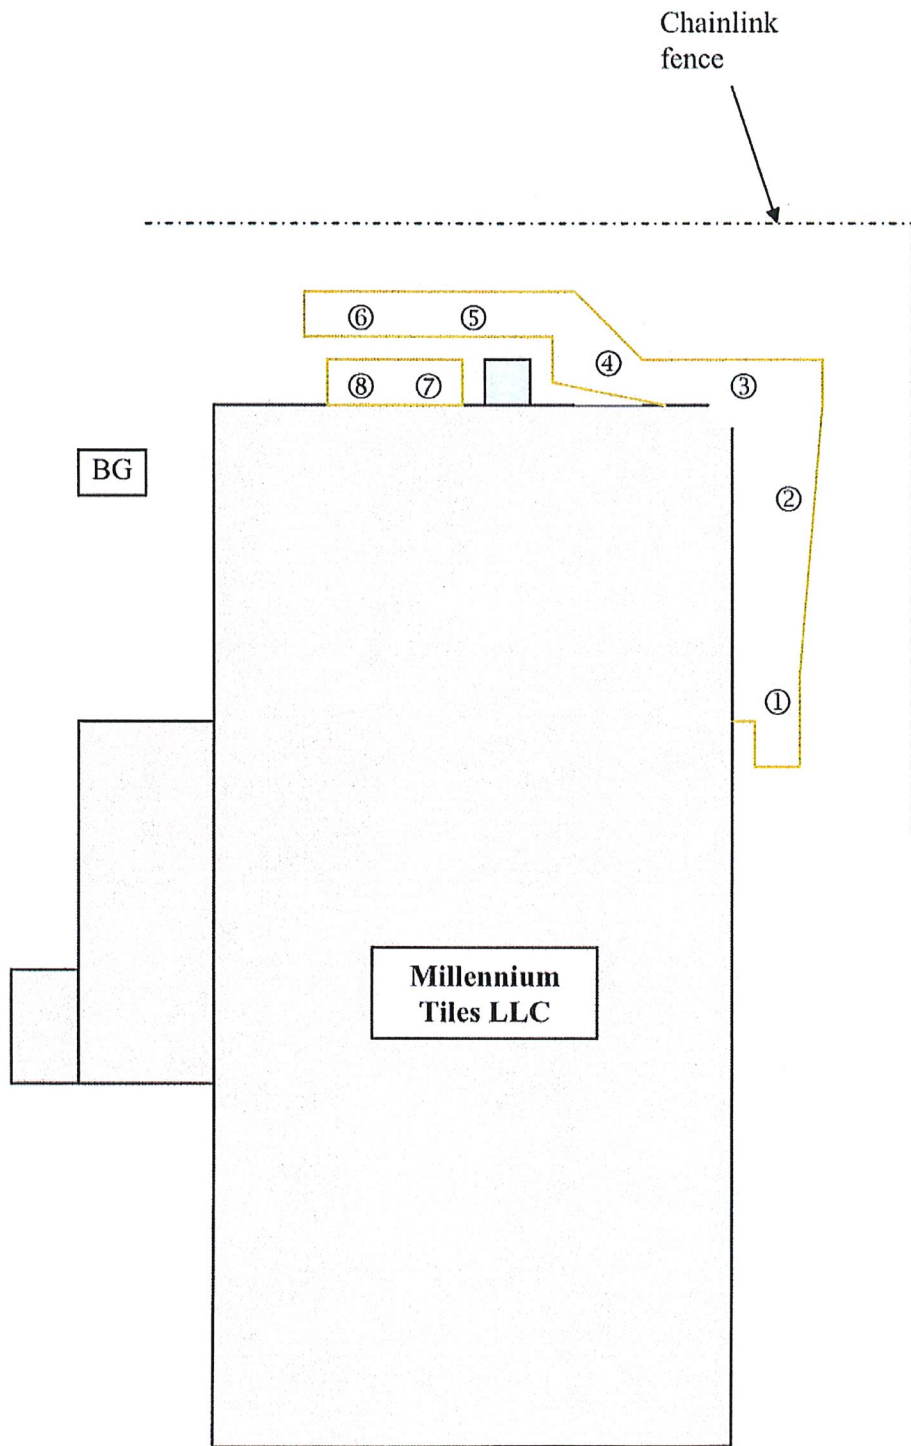 Chainlink
fence
⑥
⑤
④
③
⑧
⑦
BG
②
①
Millennium
Tiles LLC